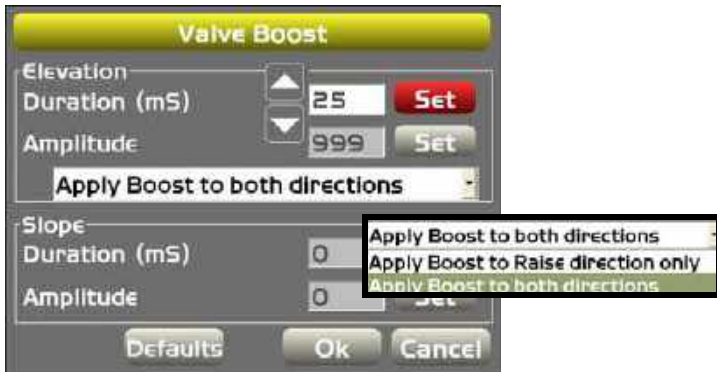 Valve Boost
Elevation
Duration (mS) 25 Set
Amplitude 999 Set
Apply Boost to both directions
Slope
Duration (mS) 0
Amplitude 0 Set
Apply Boost to both directions
Apply Boost to Raise direction only
Apply Boost to both directions
Defaults Ok Cancel